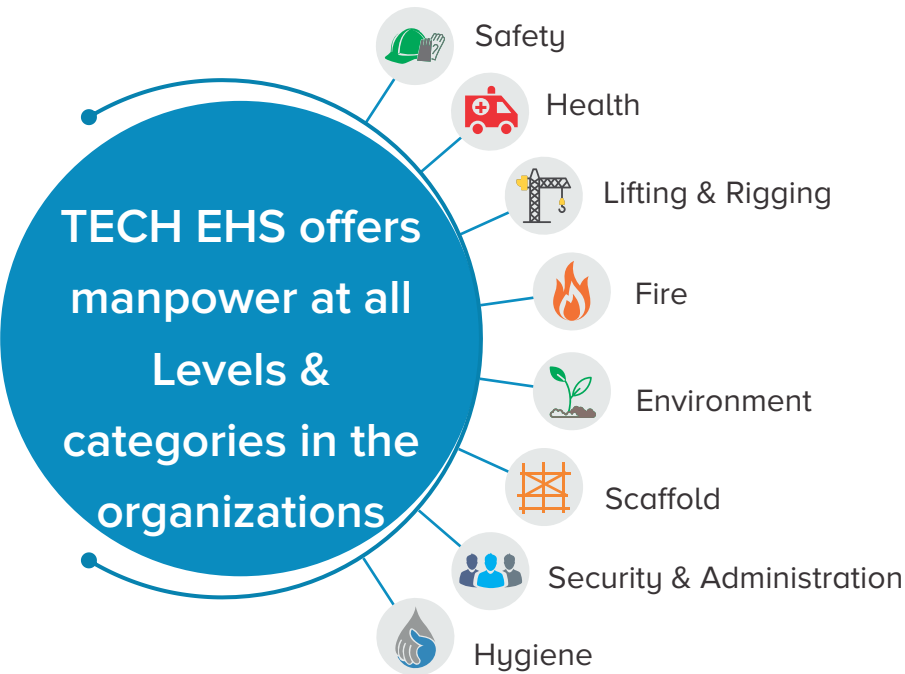 Safety
Health
Lifting & Rigging
Fire
Environment
Scaffold
Security & Administration
Hygiene
TECH EHS offers
manpower at all
Levels &
categories in the
organizations